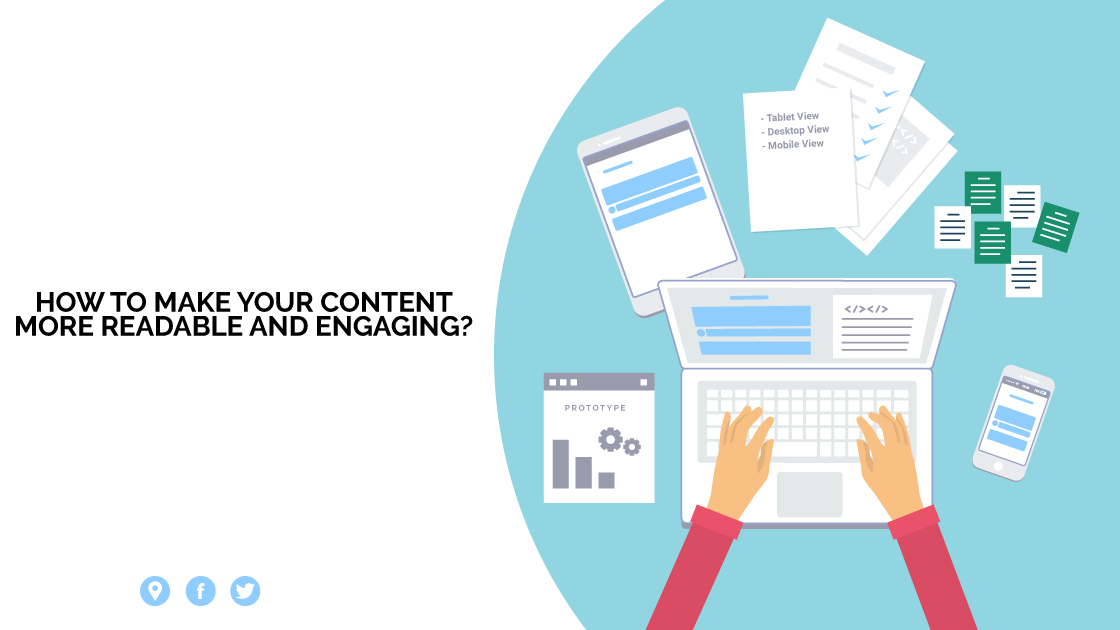 HOW TO MAKE YOUR CONTENT
MORE READABLE AND ENGAGING?
- Tablet View
- Desktop View
- Mobile View
</></>
</></>
PROTOTYPE